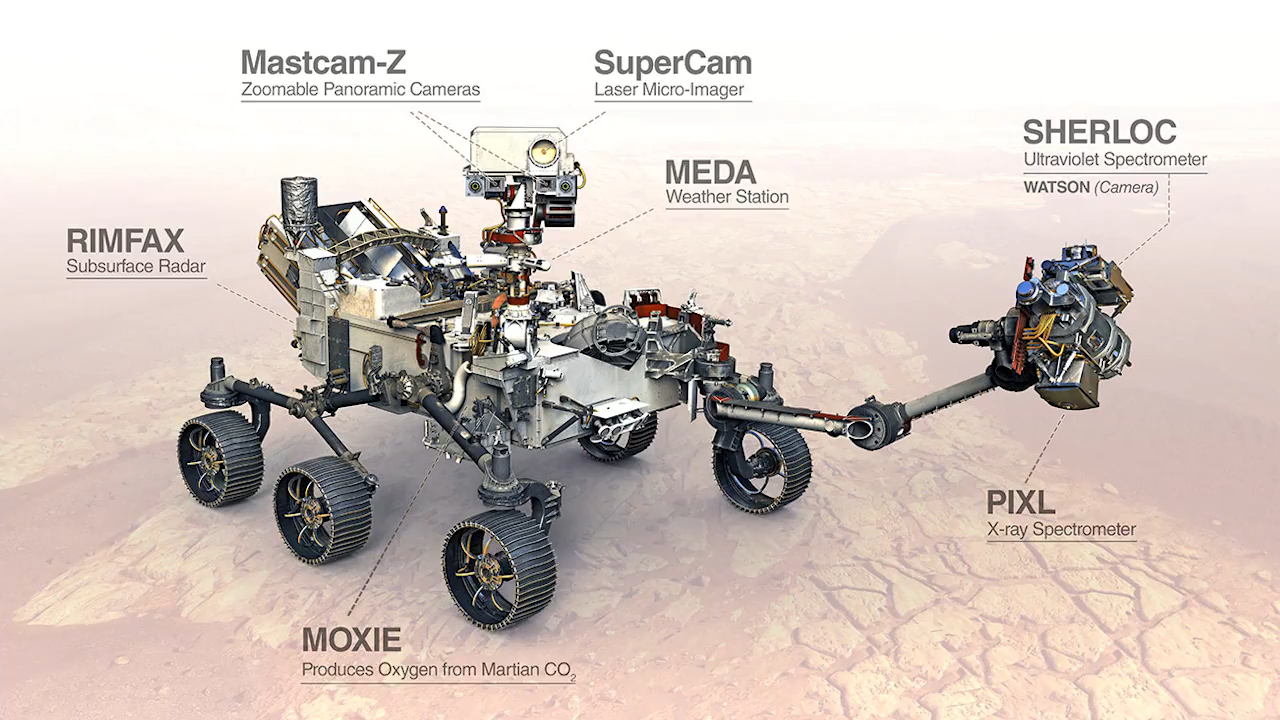 Mastcam-Z
Zoomable Panoramic Cameras
SuperCam
Laser Micro-Imager
SHERLOC
Ultraviolet Spectrometer
WATSON (Camera)
MEDA
Weather Station
RIMFAX
Subsurface Radar
PIXL
X-ray Spectrometer
MOXIE
Produces Oxygen from Martian CO₂